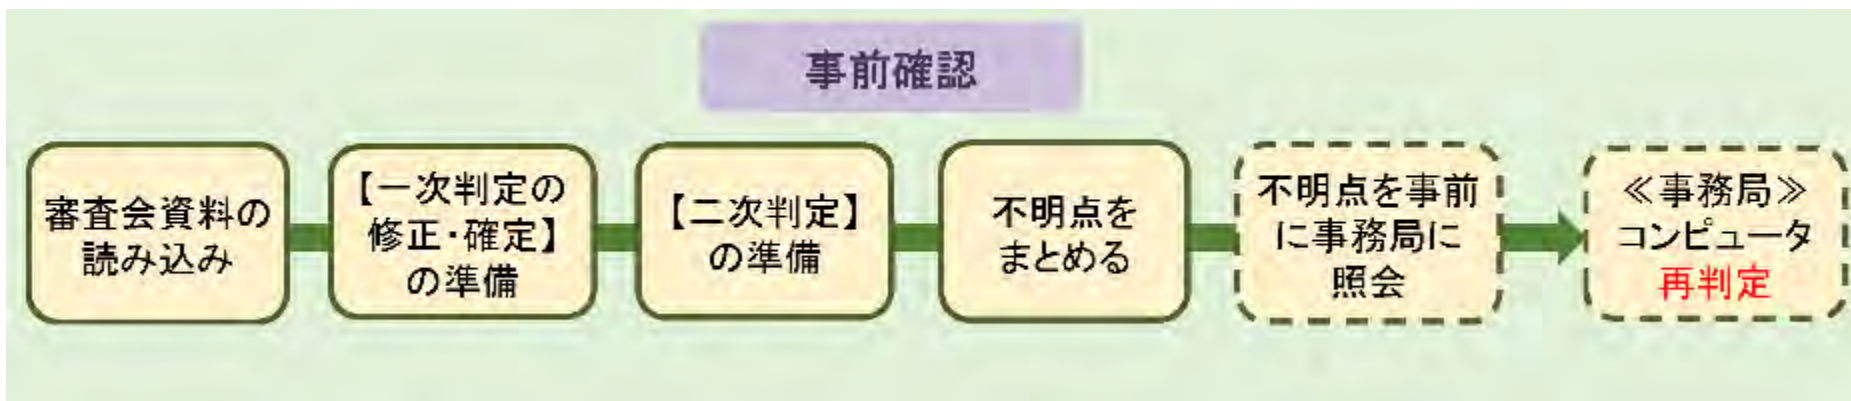 事前確認
審査会資料の
読み込み
【一次判定の
修正・確定】
の準備
【二次判定】
の準備
不明点を
まとめる
不明点を事前
に事務局に
照会
≪事務局≫
コンピュータ
再判定